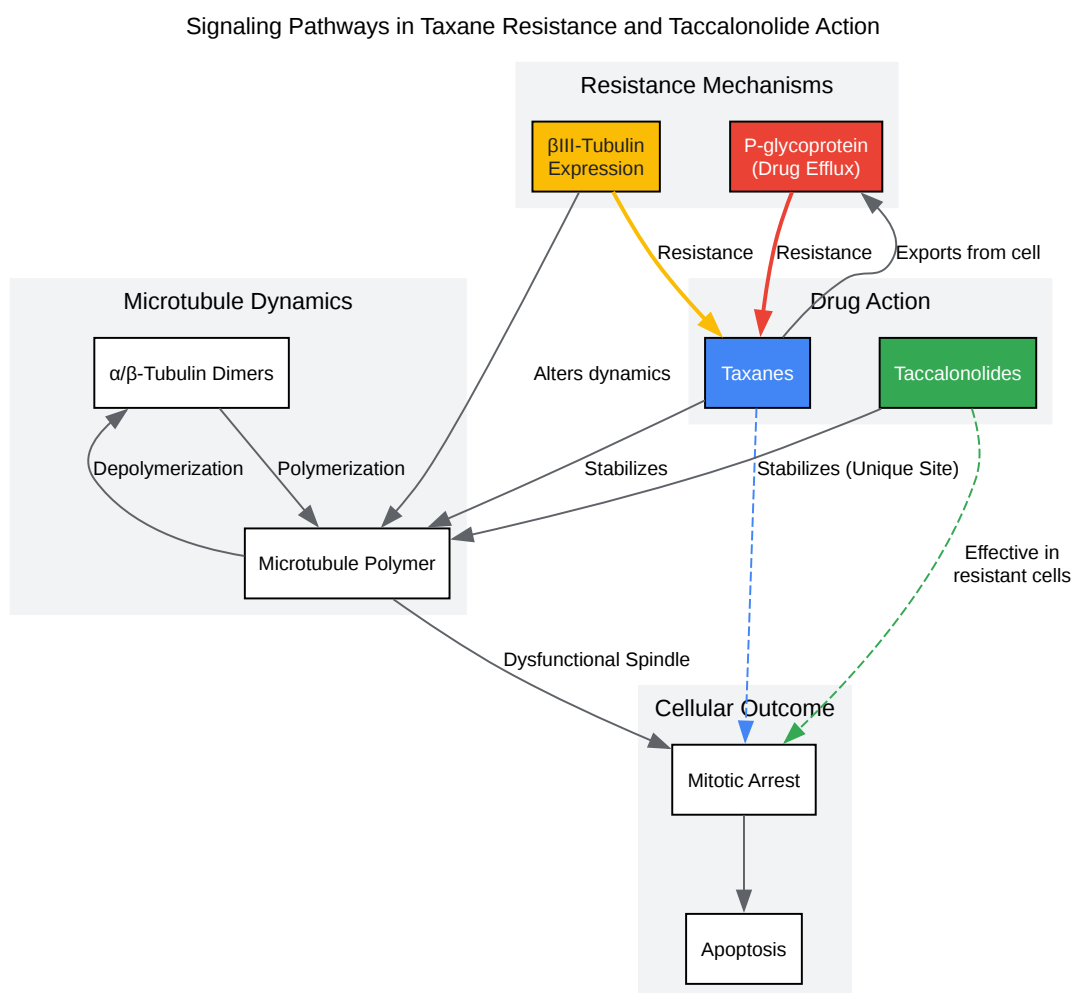 Signaling Pathways in Taxane Resistance and Taccalonolide Action
Resistance Mechanisms
βIII-Tubulin
Expression
P-glycoprotein
(Drug Efflux)
Resistance
Resistance
Exports from cell
Microtubule Dynamics
Drug Action
α/β-Tubulin Dimers
Alters dynamics
Taxanes
Taccalonolides
Depolymerization
Polymerization
Stabilizes
Stabilizes (Unique Site)
Microtubule Polymer
Effective in
resistant cells
Dysfunctional Spindle
Cellular Outcome
Mitotic Arrest
Apoptosis